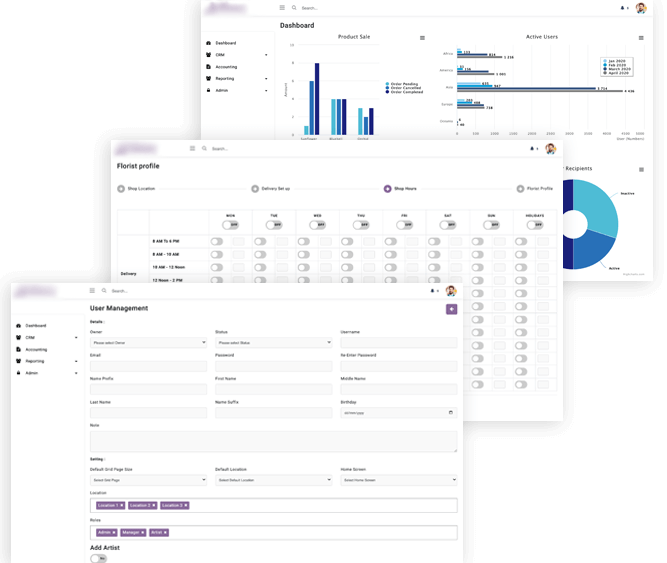 Search...
Dashboard
Dashboard
CRM
Accounting
Reporting
Admin
Product Sale
Amount
Order Pending
Order Cancelled
Order Completed
Active Users
Africa
America
Asia
Europe
Oceania
Jan 2020
Feb 2020
March 2020
April 2020
Recipients
Inactive
Active
Search...
Florist profile
Shop Location
Delivery Set up
Shop Hours
Florist Profile
MON TUE WED THU FRI SAT SUN HOLIDAYS
OFF OFF OFF OFF OFF OFF OFF OFF
8 AM To 6 PM
8 AM - 10 AM
10 AM - 12 Noon
Delivery
12 Noon - 2 PM
Search...
Dashboard
CRM
Accounting
Reporting
Admin
User Management
Details :
Owner Status Username
Please select Owner Please select Status
Email Password Re-Enter Password
Name Prefix First Name Middle Name
Last Name Name Suffix Birthday
dd/mm/yyyy
Note
Setting :
Default Grid Page Size Default Location Home Screen
Select Grid Page Select Default Location Select Home Screen
Location
Location 1 × Location 2 × Location 3 ×
Roles
Admin × Manager × Artist ×
Add Artist
No